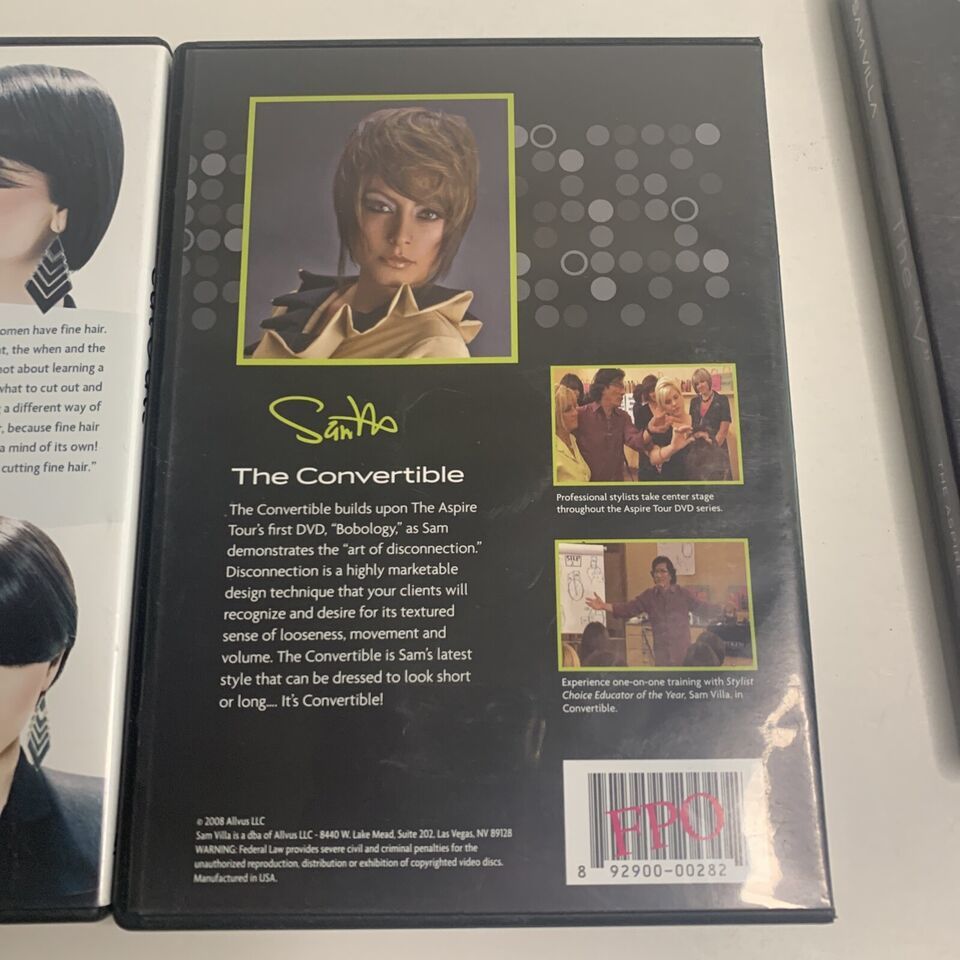 omen have fine hair.
the when and the
not about learning a
what to cut out and
a different way of
because fine hair
a mind of its own!
cutting fine hair."
The Convertible
The Convertible builds upon The Aspire
Tour's first DVD, "Bobology," as Sam
demonstrates the "art of disconnection."
Disconnection is a highly marketable
design technique that your clients will
recognize and desire for its textured
sense of looseness, movement and
volume. The Convertible is Sam's latest
style that can be dressed to look short
or long.... It's Convertible!
Professional stylists take center stage
throughout the Aspire Tour DVD series.
Experience one-on-one training with Stylist
Choice Educator of the Year, Sam Villa, in
Convertible.
© 2008 Allvus LLC
Sam Villa is a dba of Allvus LLC - 8440 W. Lake Mead, Suite 202, Las Vegas, NV 89128
WARNING: Federal Law provides severe civil and criminal penalties for the
unauthorized reproduction, distribution or exhibition of copyrighted video discs.
Manufactured in USA.
FPO
8 92900-00282
SAM VILLA
THE ASPI